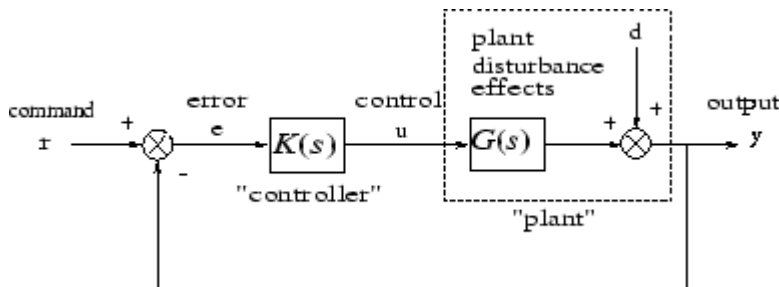 plant
disturbance
effects
d
command
r
+
-
error
e
K(s)
"controller"
control
u
G(s)
+
+
"plant"
output
y